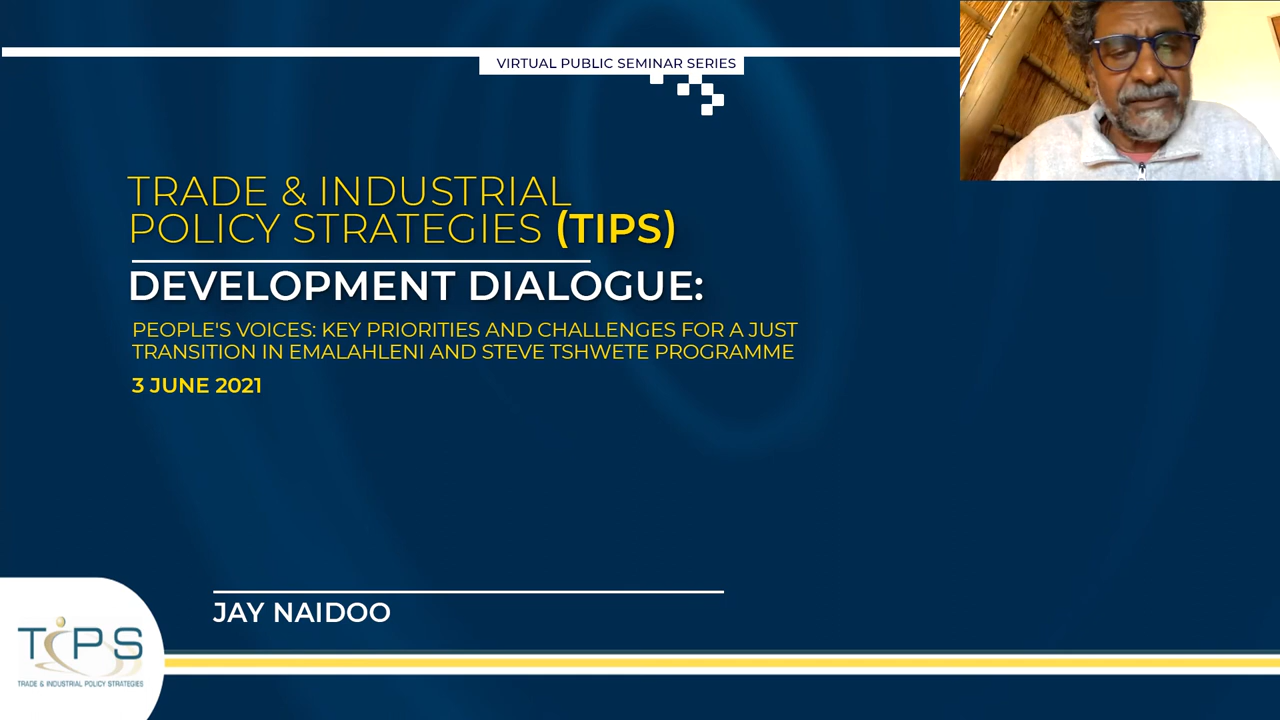 VIRTUAL PUBLIC SEMINAR SERIES
TRADE & INDUSTRIAL
POLICY STRATEGIES (TIPS)
DEVELOPMENT DIALOGUE:
PEOPLE'S VOICES: KEY PRIORITIES AND CHALLENGES FOR A JUST
TRANSITION IN EMALAHLENI AND STEVE TSHWETE PROGRAMME
3 JUNE 2021
JAY NAIDOO
TiPS
TRADE & INDUSTRIAL POLICY STRATEGIES